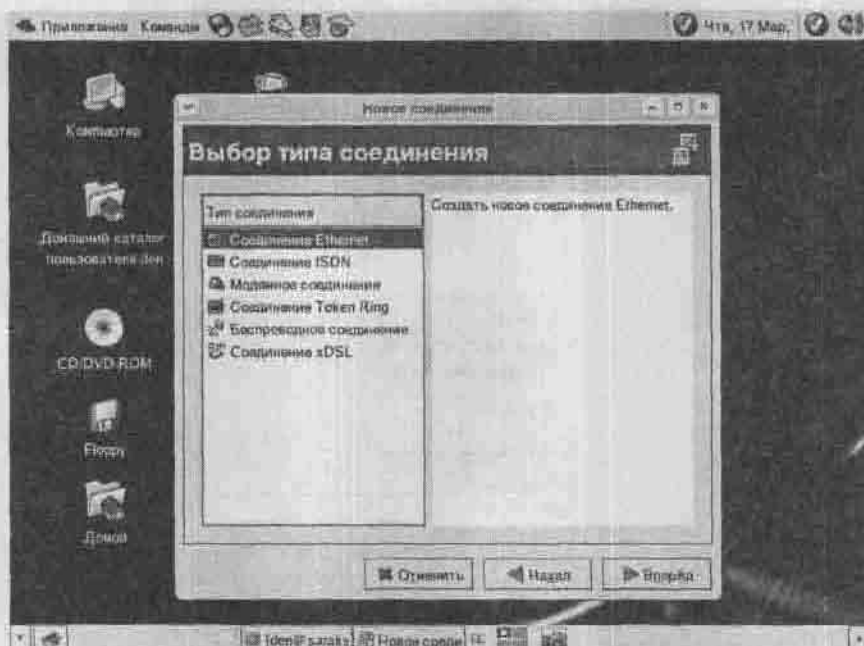 Приложения Команды
Чтв, 17 Мар,
Компьютер
Новое соединение
Выбор типа соединения
Тип соединения
Создать новое соединение Ethernet.
Соединение Ethernet
Соединение ISDN
Модемное соединение
Соединение Token Ring
Беспроводное соединение
Соединение xDSL
Домашний каталог
пользователя den
CD/DVD-ROM
Floppy
Домой
Отменить
Назад
Вперёд
Новое соеди